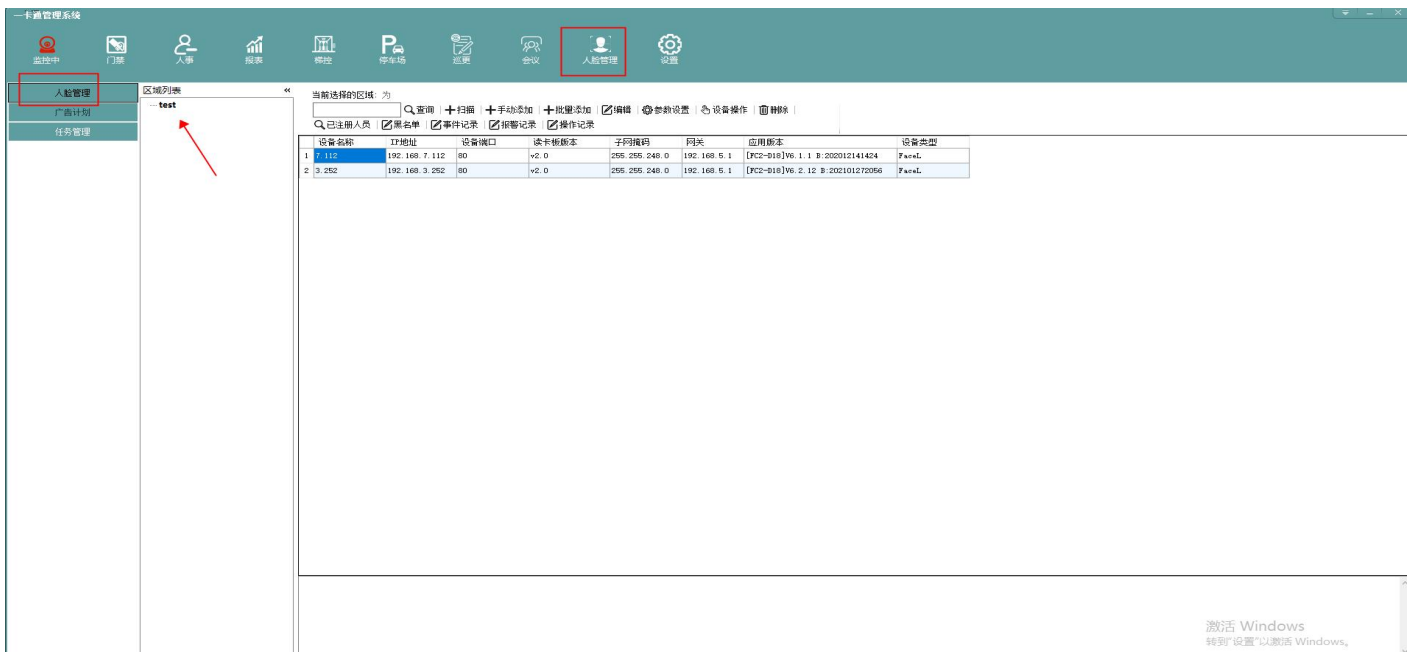 一卡通管理系统
监控中 门禁 人事 报表 梯控 停车场 巡更 会议 人脸管理 设置
人脸管理
广告计划
任务管理
区域列表 «
test
当前选择的区域: 为
查询 扫描 手动添加 批量添加 编辑 参数设置 设备操作 删除
已注册人员 黑名单 事件记录 报警记录 操作记录
设备名称 IP地址 设备端口 读卡板版本 子网掩码 网关 应用版本 设备类型
1 7.112 192.168.7.112 80 v2.0 255.255.248.0 192.168.5.1 [FC2-D18]V6.1.1 B:202012141424 FaceL
2 3.252 192.168.3.252 80 v2.0 255.255.248.0 192.168.5.1 [FC2-D18]V6.2.12 B:202101272056 FaceL
激活 Windows
转到"设置"以激活 Windows。